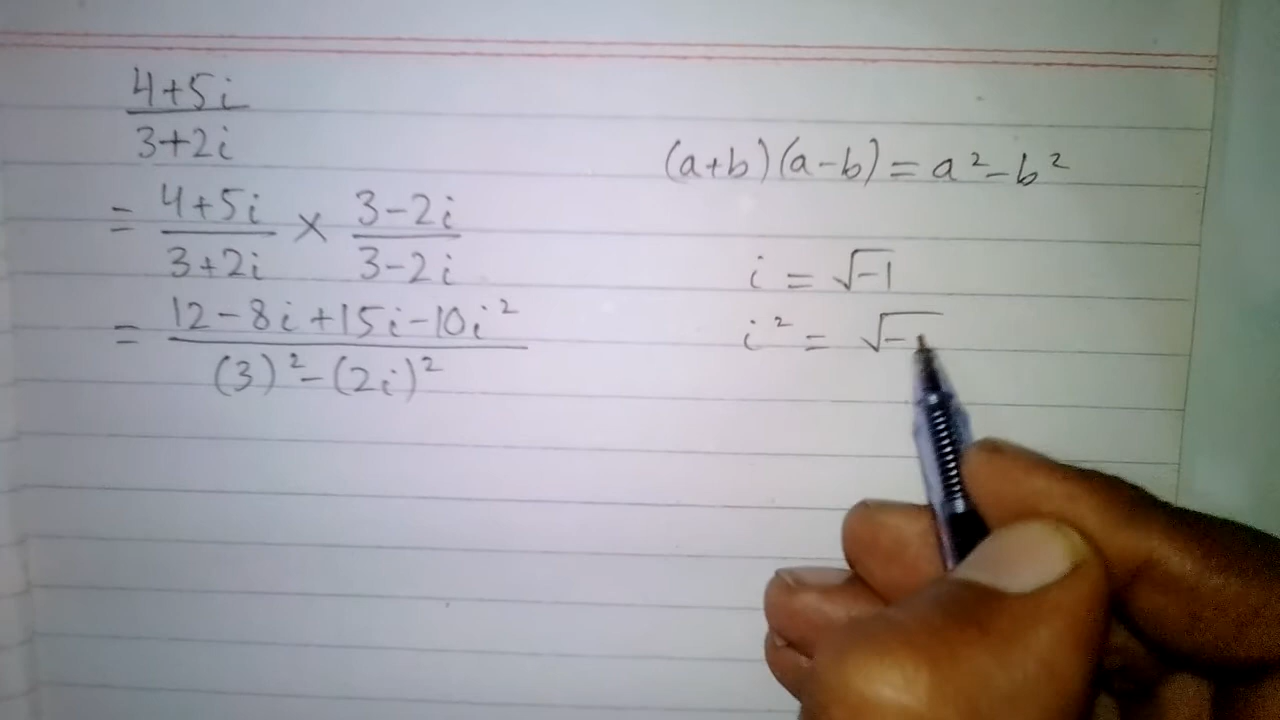 4+5i
3+2i
= 4+5i/3+2i × 3-2i/3-2i
= 12-8i+15i-10i²/(3)²-(2i)²
(a+b)(a-b)=a²-b²
i = √-1
i² = √-